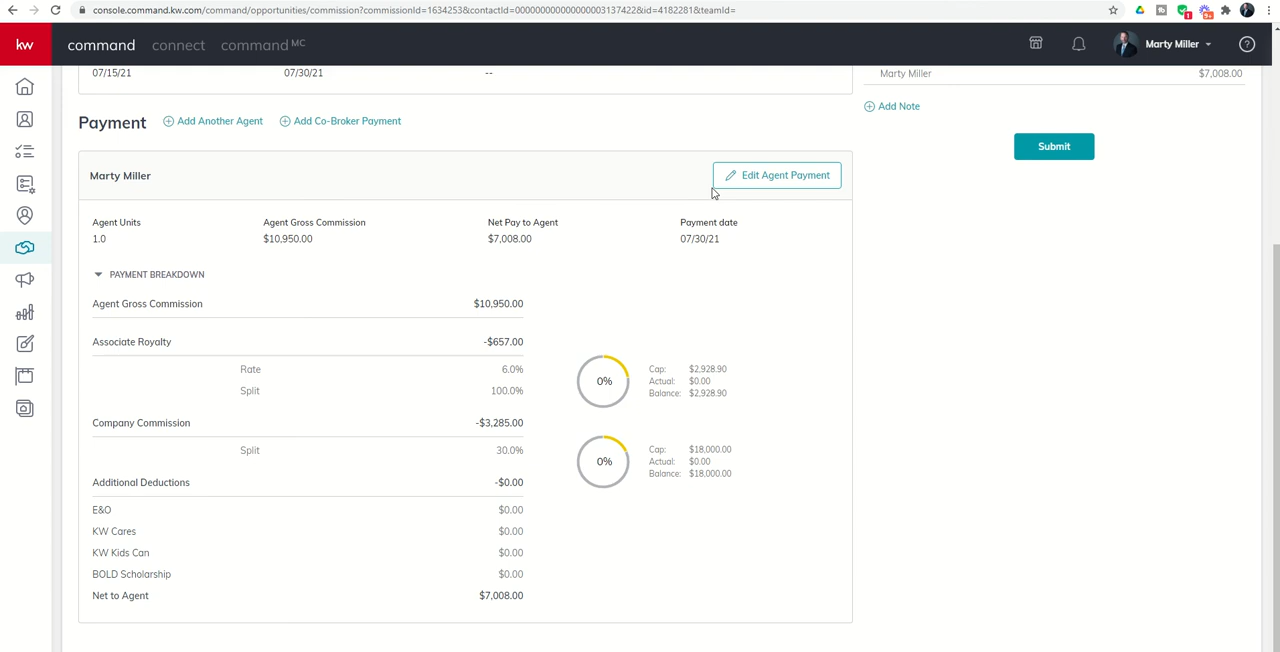 console.command.kw.com/command/opportunities/commission?commissionId=1634253&contactId=00000000000000003137422&id=4182281&teamId=
1
9+
kw command connect command MC Marty Miller ?
07/15/21 07/30/21 -- Marty Miller $7,008.00
Add Note
Payment Add Another Agent Add Co-Broker Payment
Submit
Marty Miller Edit Agent Payment
Agent Units Agent Gross Commission Net Pay to Agent Payment date
1.0 $10,950.00 $7,008.00 07/30/21
PAYMENT BREAKDOWN
Agent Gross Commission $10,950.00
Associate Royalty -$657.00
Rate 6.0%
Split 100.0%
0% Cap: $2,928.90
Actual: $0.00
Balance: $2,928.90
Company Commission -$3,285.00
Split 30.0%
0% Cap: $18,000.00
Actual: $0.00
Balance: $18,000.00
Additional Deductions -$0.00
E&O $0.00
KW Cares $0.00
KW Kids Can $0.00
BOLD Scholarship $0.00
Net to Agent $7,008.00